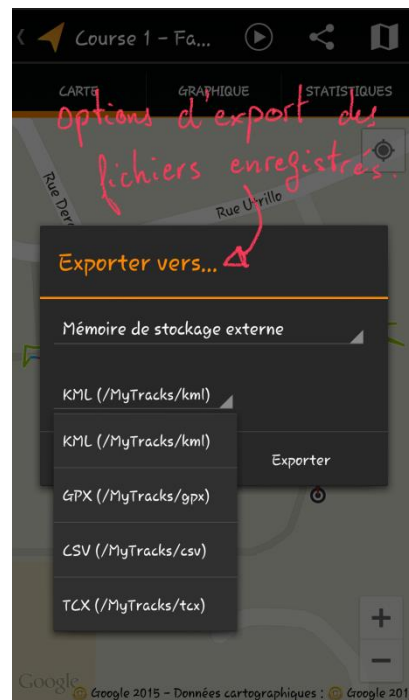 Course 1 - Fa...
CARTE GRAPHIQUE STATISTIQUES
Options d'export des
fichiers enregistrés.
Rue Utrillo
Exporter vers...
Mémoire de stockage externe
KML (/MyTracks/kml)
KML (/MyTracks/kml)
Exporter
GPX (/MyTracks/gpx)
CSV (/MyTracks/csv)
TCX (/MyTracks/tcx)
Google
Google 2015 - Données cartographiques : © Google 201